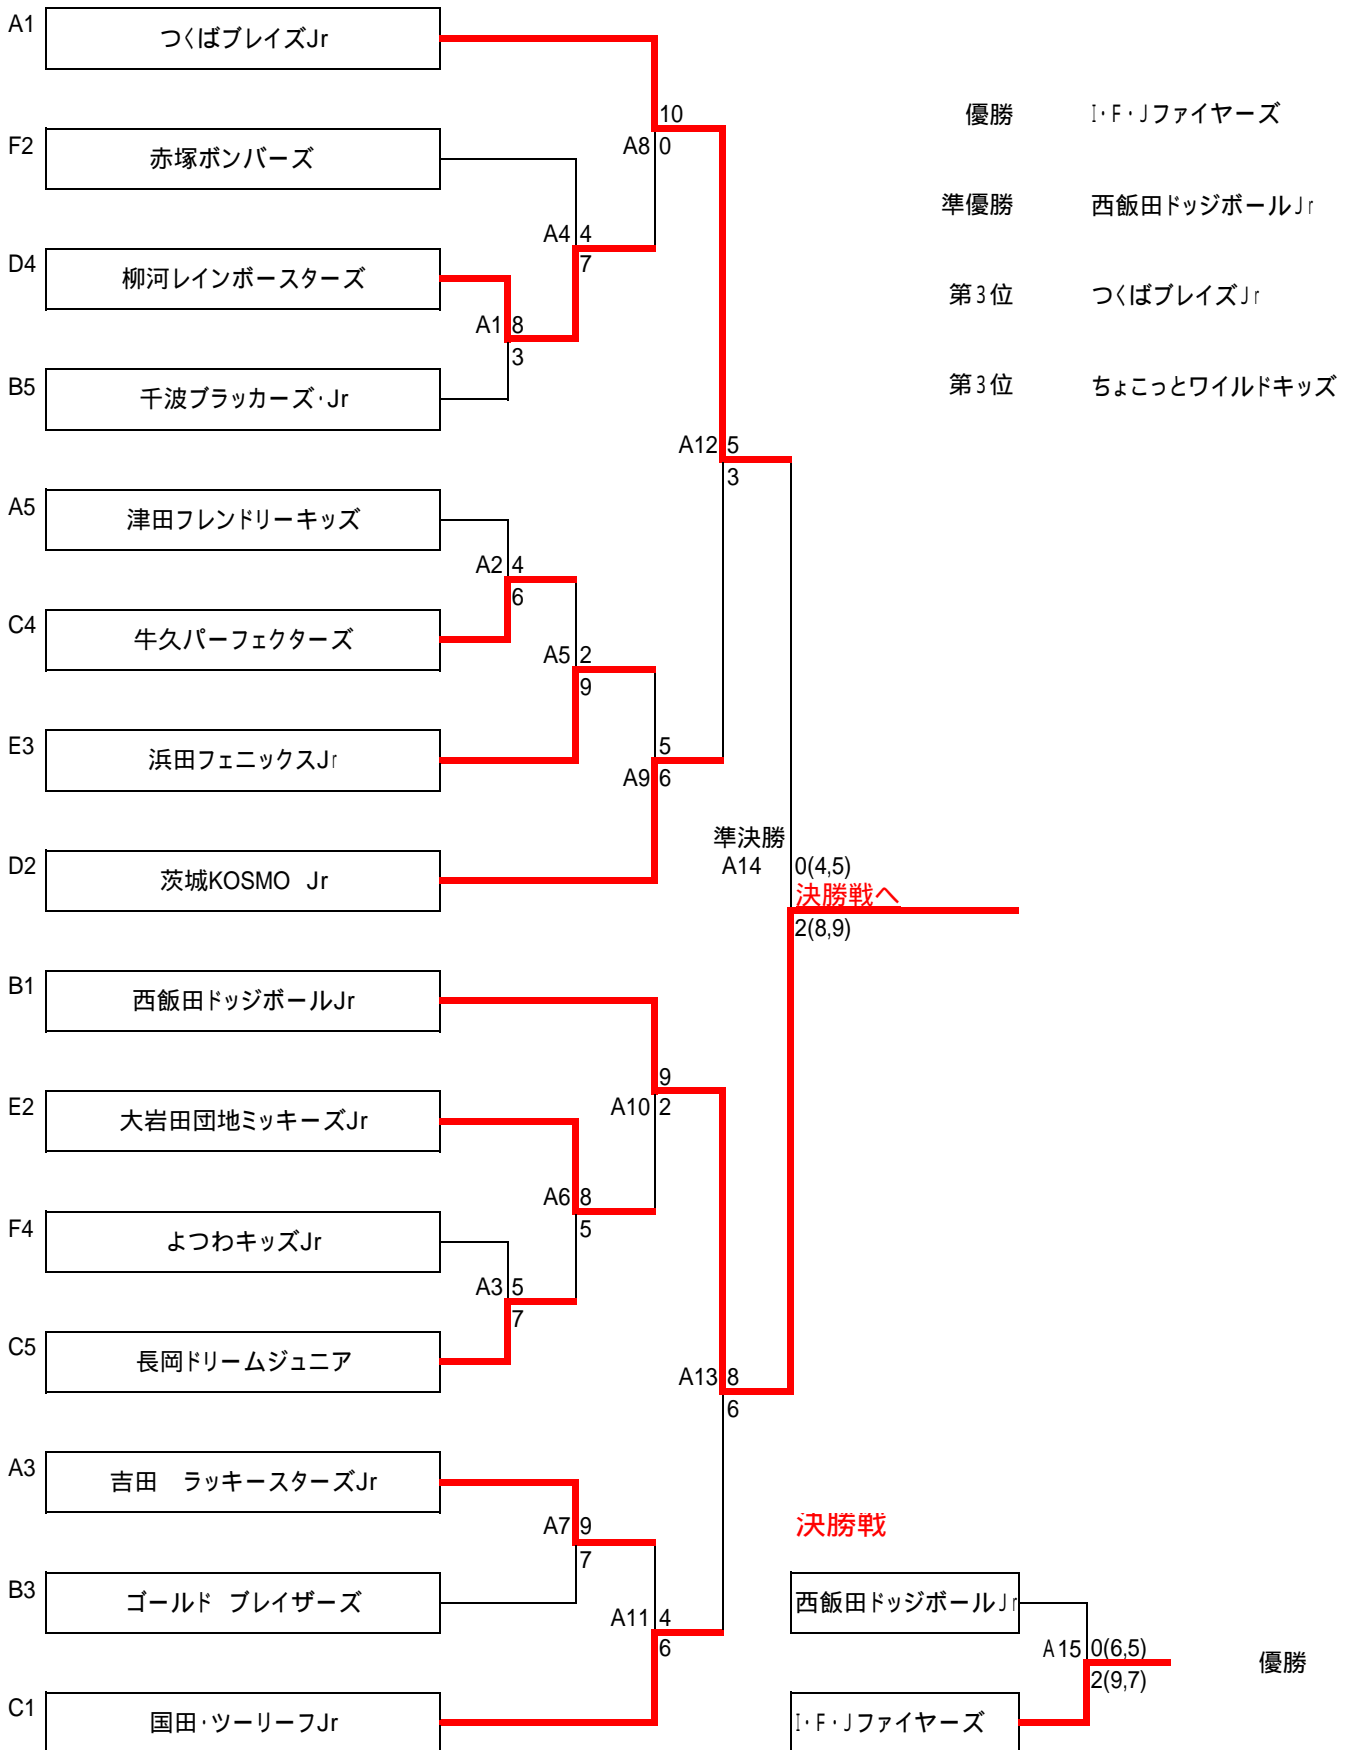 A1
つくばブレイズJr
10
優勝 I・F・Jファイヤーズ
F2
赤塚ボンバーズ
A8 0
準優勝 西飯田ドッジボールJr
A4 4
7
D4
柳河レインボースターズ
第3位 つくばブレイズJr
A1 8
3
B5
千波ブラッカーズ・Jr
第3位 ちょこっとワイルドキッズ
A12 5
3
A5
津田フレンドリーキッズ
A2 4
6
C4
牛久パーフェクターズ
A5 2
9
E3
浜田フェニックスJr
5
A9 6
準決勝
A14 0(4,5)
D2
茨城KOSMO Jr
決勝戦へ
2(8,9)
B1
西飯田ドッジボールJr
9
A10 2
E2
大岩田団地ミッキーズJr
A6 8
5
F4
よつわキッズJr
A3 5
7
C5
長岡ドリームジュニア
A13 8
6
A3
吉田 ラッキースターズJr
A7 9
7
決勝戦
B3
ゴールド ブレイザーズ
西飯田ドッジボールJr
A11 4
6
A15 0(6,5)
2(9,7)
優勝
C1
国田・ツーリーフJr
I・F・Jファイヤーズ